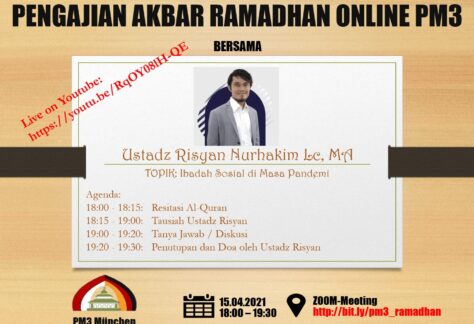 PENGAJIAN AKBAR RAMADHAN ONLINE PM3
BERSAMA
Live on Youtube:
https://youtu.be/RqOY08lH-QE
Ustadz Risyan Nurhakim Lc, MA
TOPIK: Ibadah Sosial di Masa Pandemi
Agenda:
18:00 - 18:15: Resitasi Al-Quran
18:15 - 19:00: Tausiah Ustadz Risyan
19:00 - 19:20: Tanya Jawab / Diskusi
19:20 - 19:30: Penutupan dan Doa oleh Ustadz Risyan
PM3 München
15.04.2021
18:00 – 19:30
ZOOM-Meeting
http://bit.ly/pm3_ramadhan